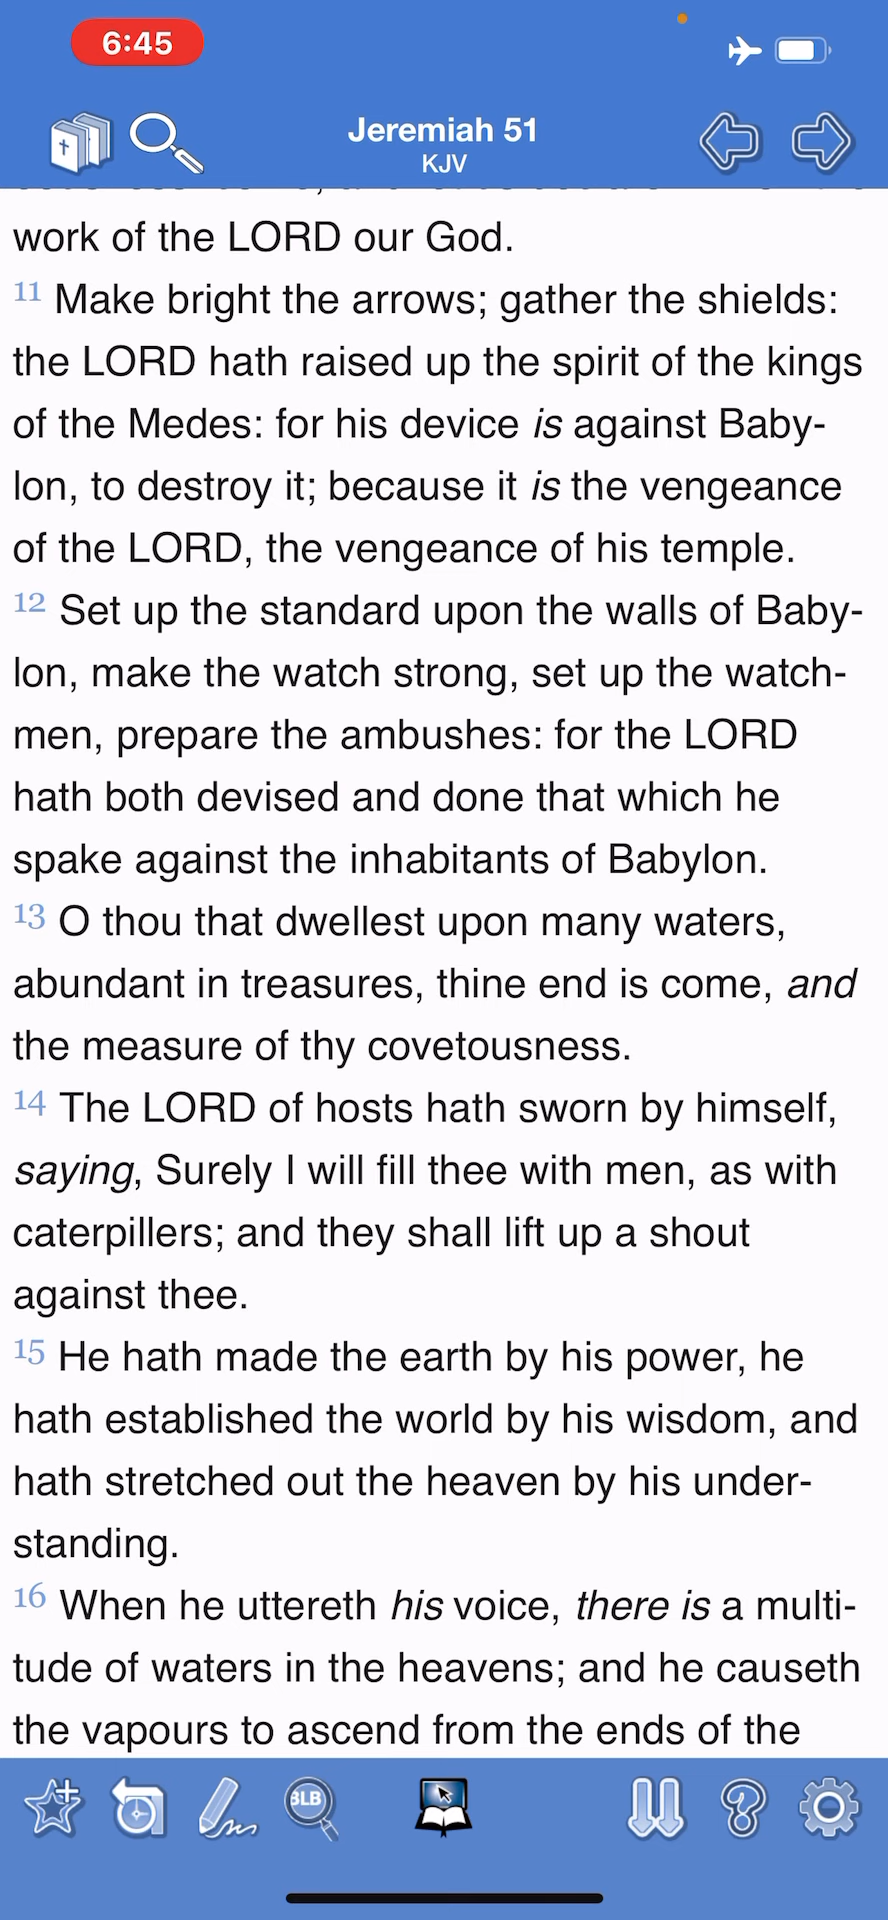 6:45
Jeremiah 51
KJV
work of the LORD our God.
11 Make bright the arrows; gather the shields:
the LORD hath raised up the spirit of the kings
of the Medes: for his device is against Baby-
lon, to destroy it; because it is the vengeance
of the LORD, the vengeance of his temple.
12 Set up the standard upon the walls of Baby-
lon, make the watch strong, set up the watch-
men, prepare the ambushes: for the LORD
hath both devised and done that which he
spake against the inhabitants of Babylon.
13 O thou that dwellest upon many waters,
abundant in treasures, thine end is come, and
the measure of thy covetousness.
14 The LORD of hosts hath sworn by himself,
saying, Surely I will fill thee with men, as with
caterpillers; and they shall lift up a shout
against thee.
15 He hath made the earth by his power, he
hath established the world by his wisdom, and
hath stretched out the heaven by his under-
standing.
16 When he uttereth his voice, there is a multi-
tude of waters in the heavens; and he causeth
the vapours to ascend from the ends of the
BLB